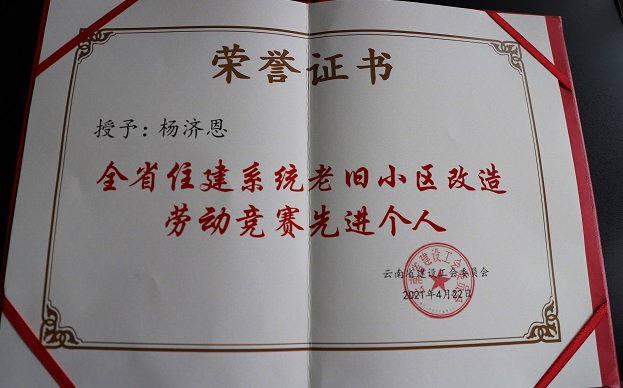 荣誉证书
授予：杨济恩
全省住建系统老旧小区改造
劳动竞赛先进个人
云南省建设工会委员会
2021年4月22日